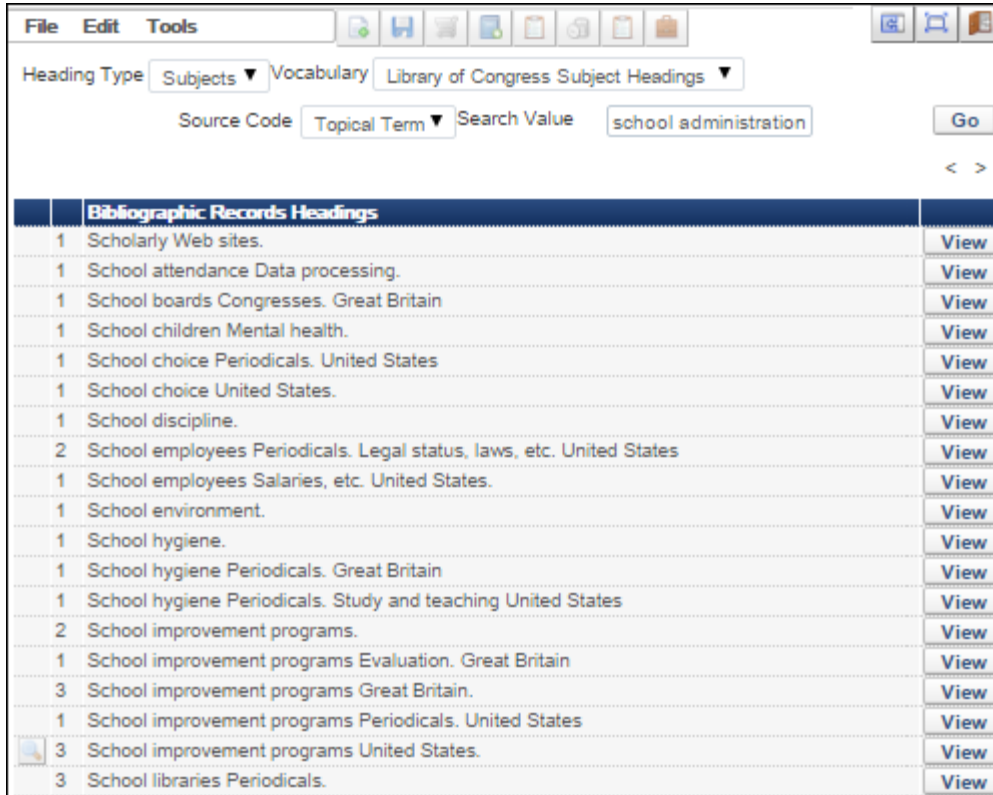 File Edit Tools
Heading Type Subjects ▼ Vocabulary Library of Congress Subject Headings ▼
Source Code Topical Term ▼ Search Value school administration Go
< >
Bibliographic Records Headings
1 Scholarly Web sites. View
1 School attendance Data processing. View
1 School boards Congresses. Great Britain View
1 School children Mental health. View
1 School choice Periodicals. United States View
1 School choice United States. View
1 School discipline. View
2 School employees Periodicals. Legal status, laws, etc. United States View
1 School employees Salaries, etc. United States. View
1 School environment. View
1 School hygiene. View
1 School hygiene Periodicals. Great Britain View
1 School hygiene Periodicals. Study and teaching United States View
2 School improvement programs. View
1 School improvement programs Evaluation. Great Britain View
3 School improvement programs Great Britain. View
1 School improvement programs Periodicals. United States View
3 School improvement programs United States. View
3 School libraries Periodicals. View